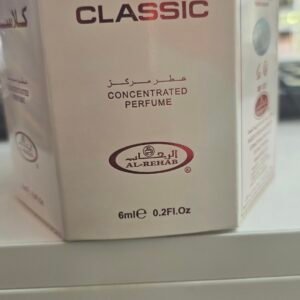 CLASSIC
عطر مركز
CONCENTRATED
PERFUME
الرحاب
AL-REHAB
®
6ml℮ 0.2Fl.Oz